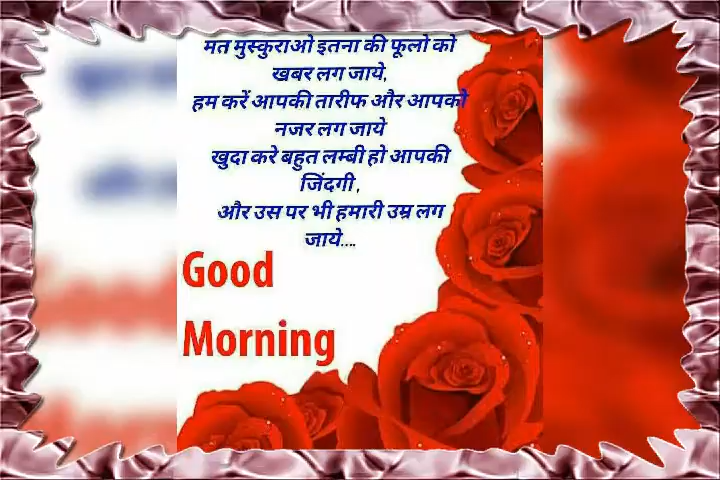 मत मुस्कुराओ इतना की फूलो को
खबर लग जाये,
हम करें आपकी तारीफ और आपको
नजर लग जाये
खुदा करे बहुत लम्बी हो आपकी
जिंदगी,
और उस पर भी हमारी उम्र लग
जाये....
Good
Morning